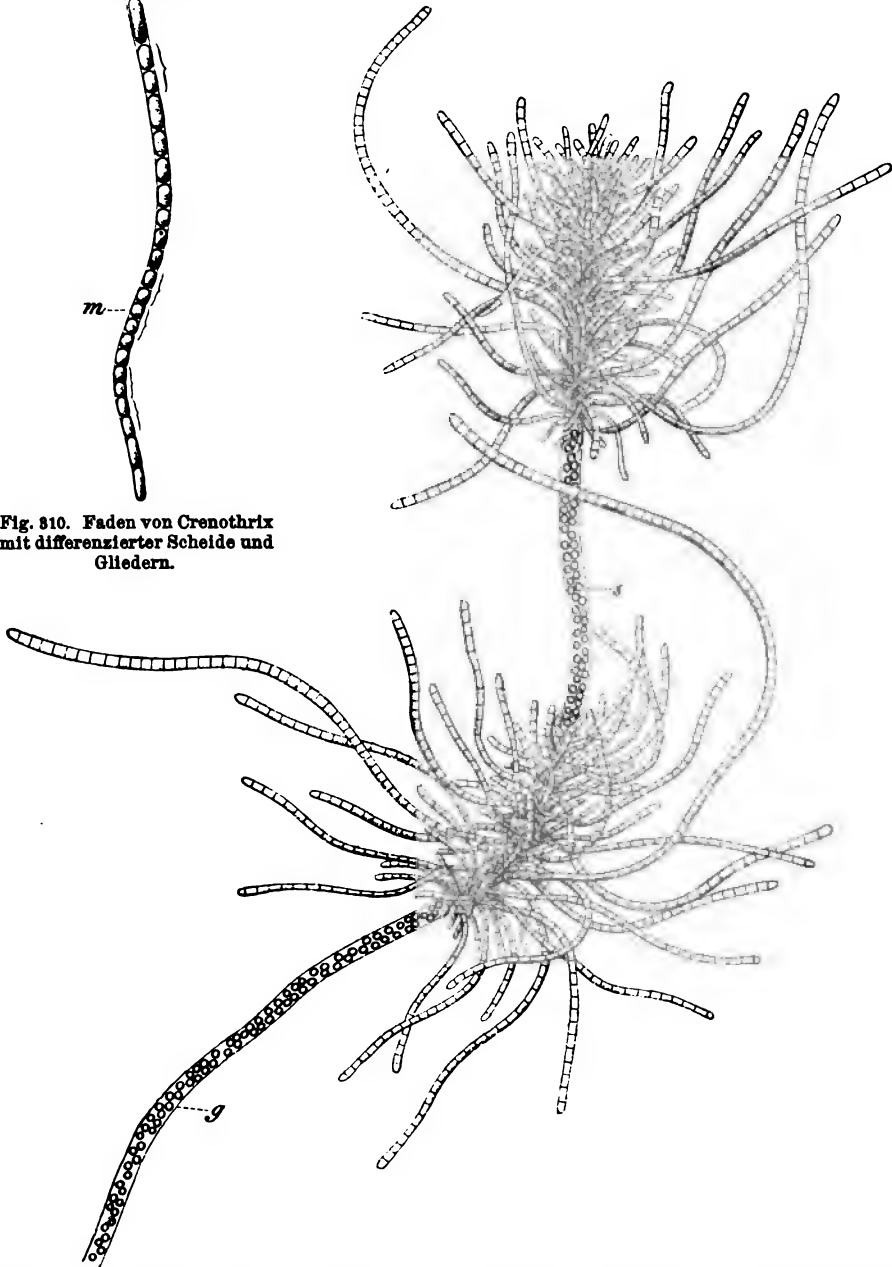 m
Fig. 310. Faden von Crenothrix
mit differenzierter Scheide und
Gliedern.
s
g